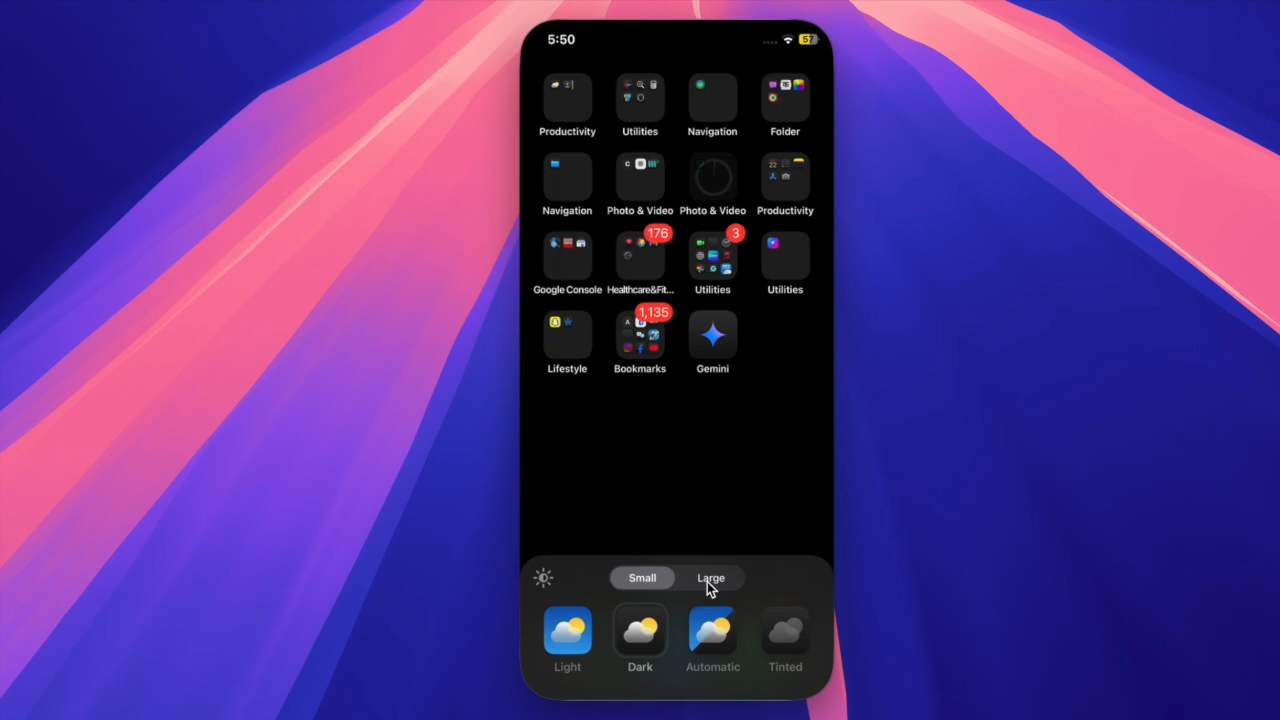 5:50
57
Productivity
Utilities
Navigation
Folder
Navigation
Photo & Video
Photo & Video
Productivity
176
3
Google Console
Healthcare&Fit...
Utilities
Utilities
1,135
Lifestyle
Bookmarks
Gemini
Small
Large
Light
Dark
Automatic
Tinted